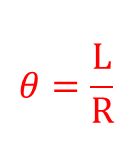 θ = L/R